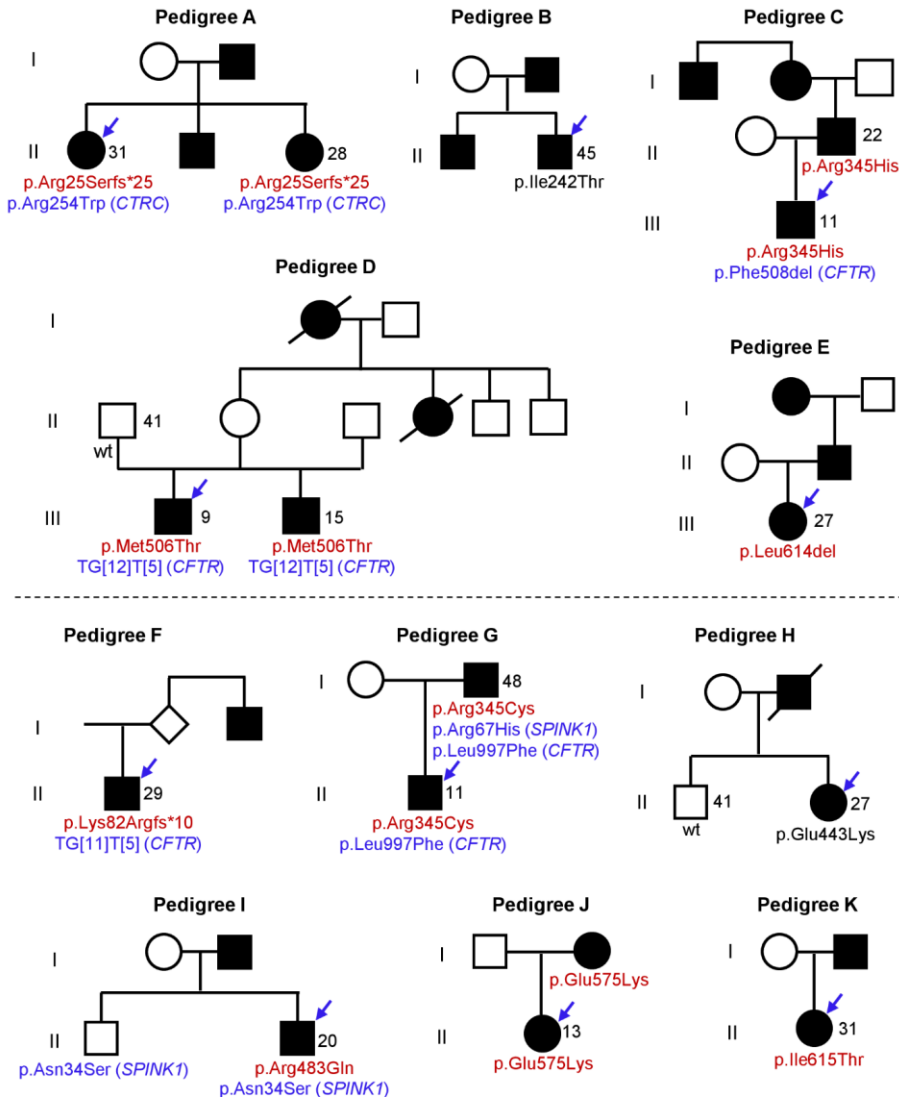 Pedigree A
I
II
31
28
p.Arg25Serfs*25
p.Arg254Trp (CTRC)
p.Arg25Serfs*25
p.Arg254Trp (CTRC)
Pedigree B
I
II
45
p.Ile242Thr
Pedigree C
I
II
22
p.Arg345His
III
11
p.Arg345His
p.Phe508del (CFTR)
Pedigree D
I
II
41
wt
III
9
15
p.Met506Thr
TG[12]T[5] (CFTR)
p.Met506Thr
TG[12]T[5] (CFTR)
Pedigree E
I
II
III
27
p.Leu614del
Pedigree F
I
II
29
p.Lys82Argfs*10
TG[11]T[5] (CFTR)
Pedigree G
I
48
p.Arg345Cys
p.Arg67His (SPINK1)
p.Leu997Phe (CFTR)
II
11
p.Arg345Cys
p.Leu997Phe (CFTR)
Pedigree H
I
II
41
wt
27
p.Glu443Lys
Pedigree I
I
II
p.Asn34Ser (SPINK1)
20
p.Arg483Gln
p.Asn34Ser (SPINK1)
Pedigree J
I
p.Glu575Lys
II
13
p.Glu575Lys
Pedigree K
I
II
31
p.Ile615Thr